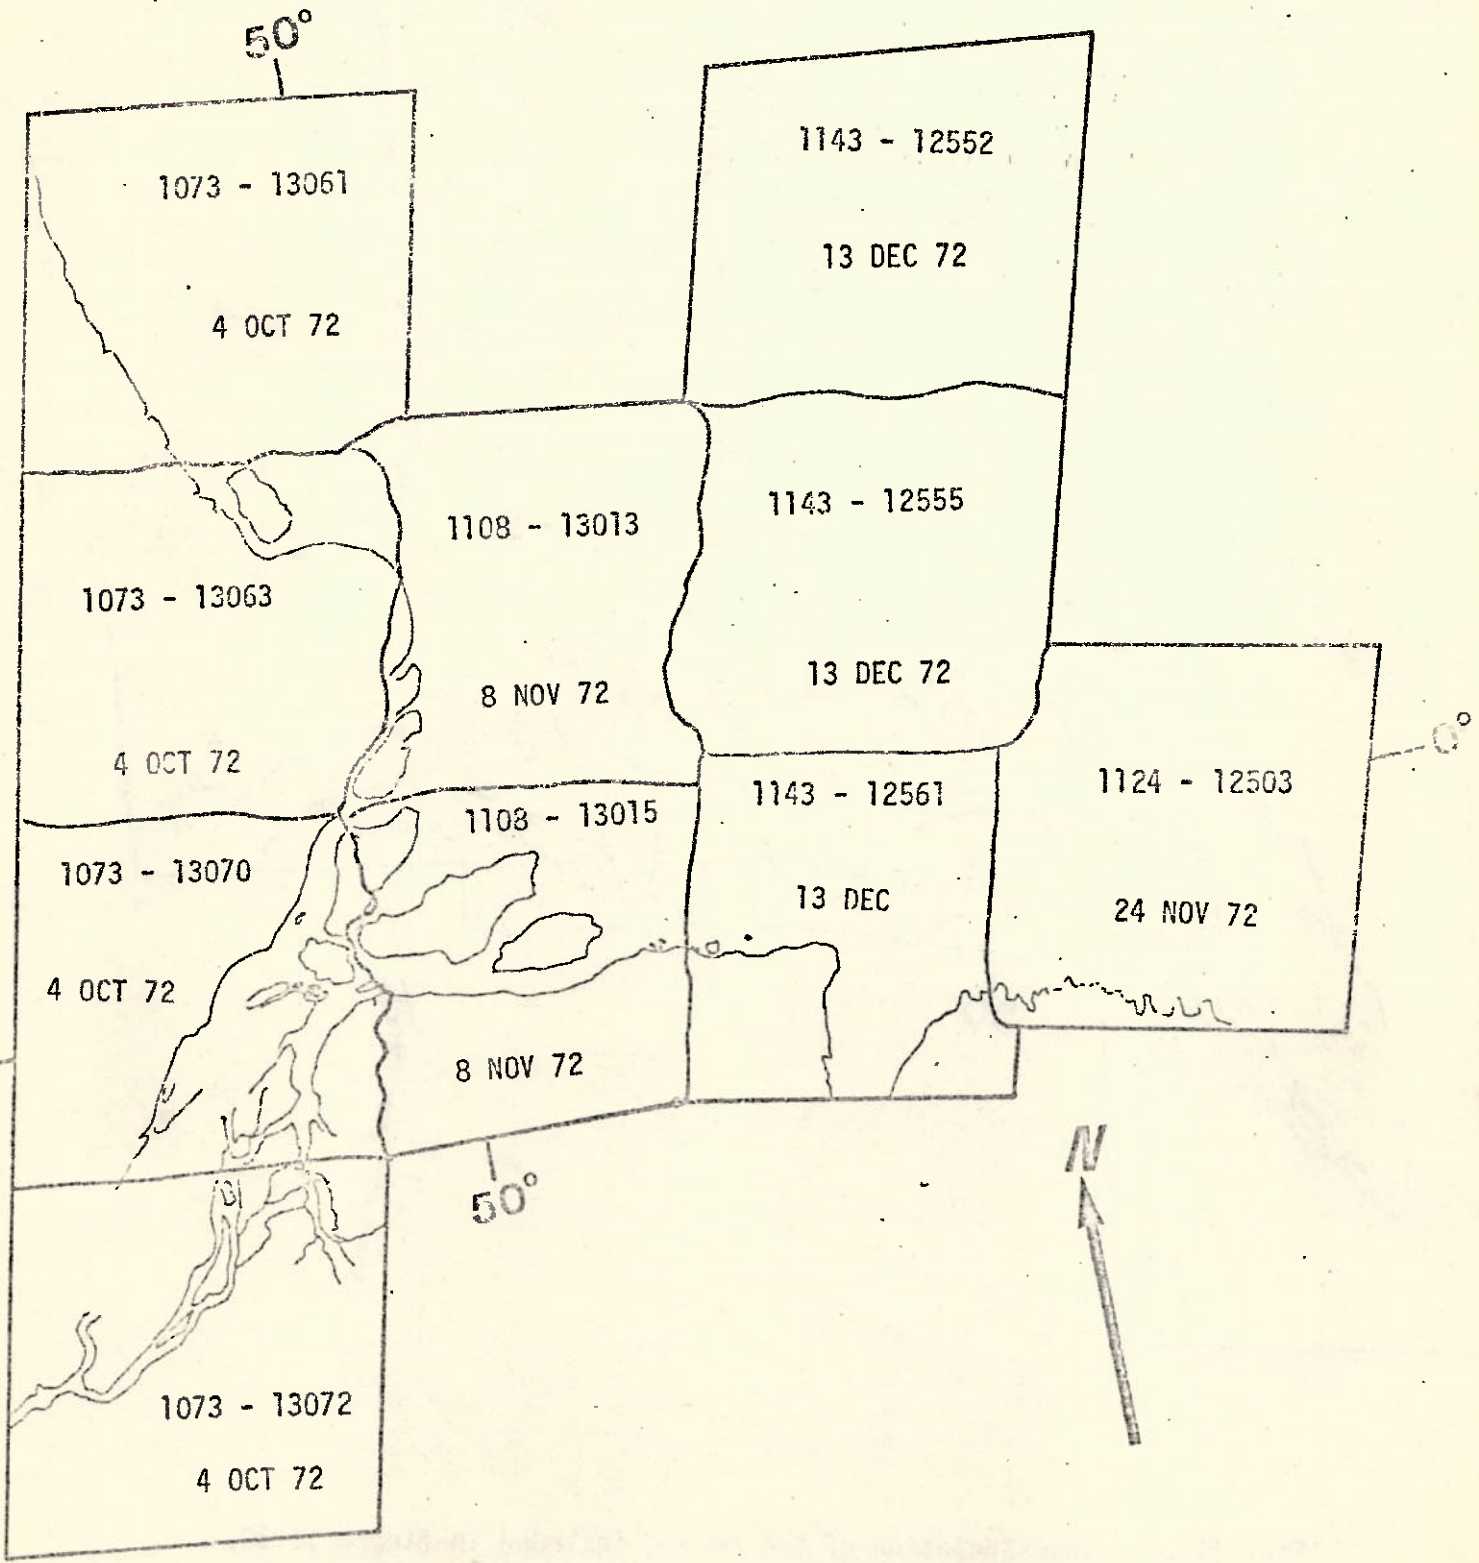 50°
1073 - 13061
4 OCT 72
1143 - 12552
13 DEC 72
1073 - 13063
4 OCT 72
1108 - 13013
8 NOV 72
1143 - 12555
13 DEC 72
1073 - 13070
4 OCT 72
1108 - 13015
8 NOV 72
1143 - 12561
13 DEC
1124 - 12503
24 NOV 72
0°
50°
N
1073 - 13072
4 OCT 72